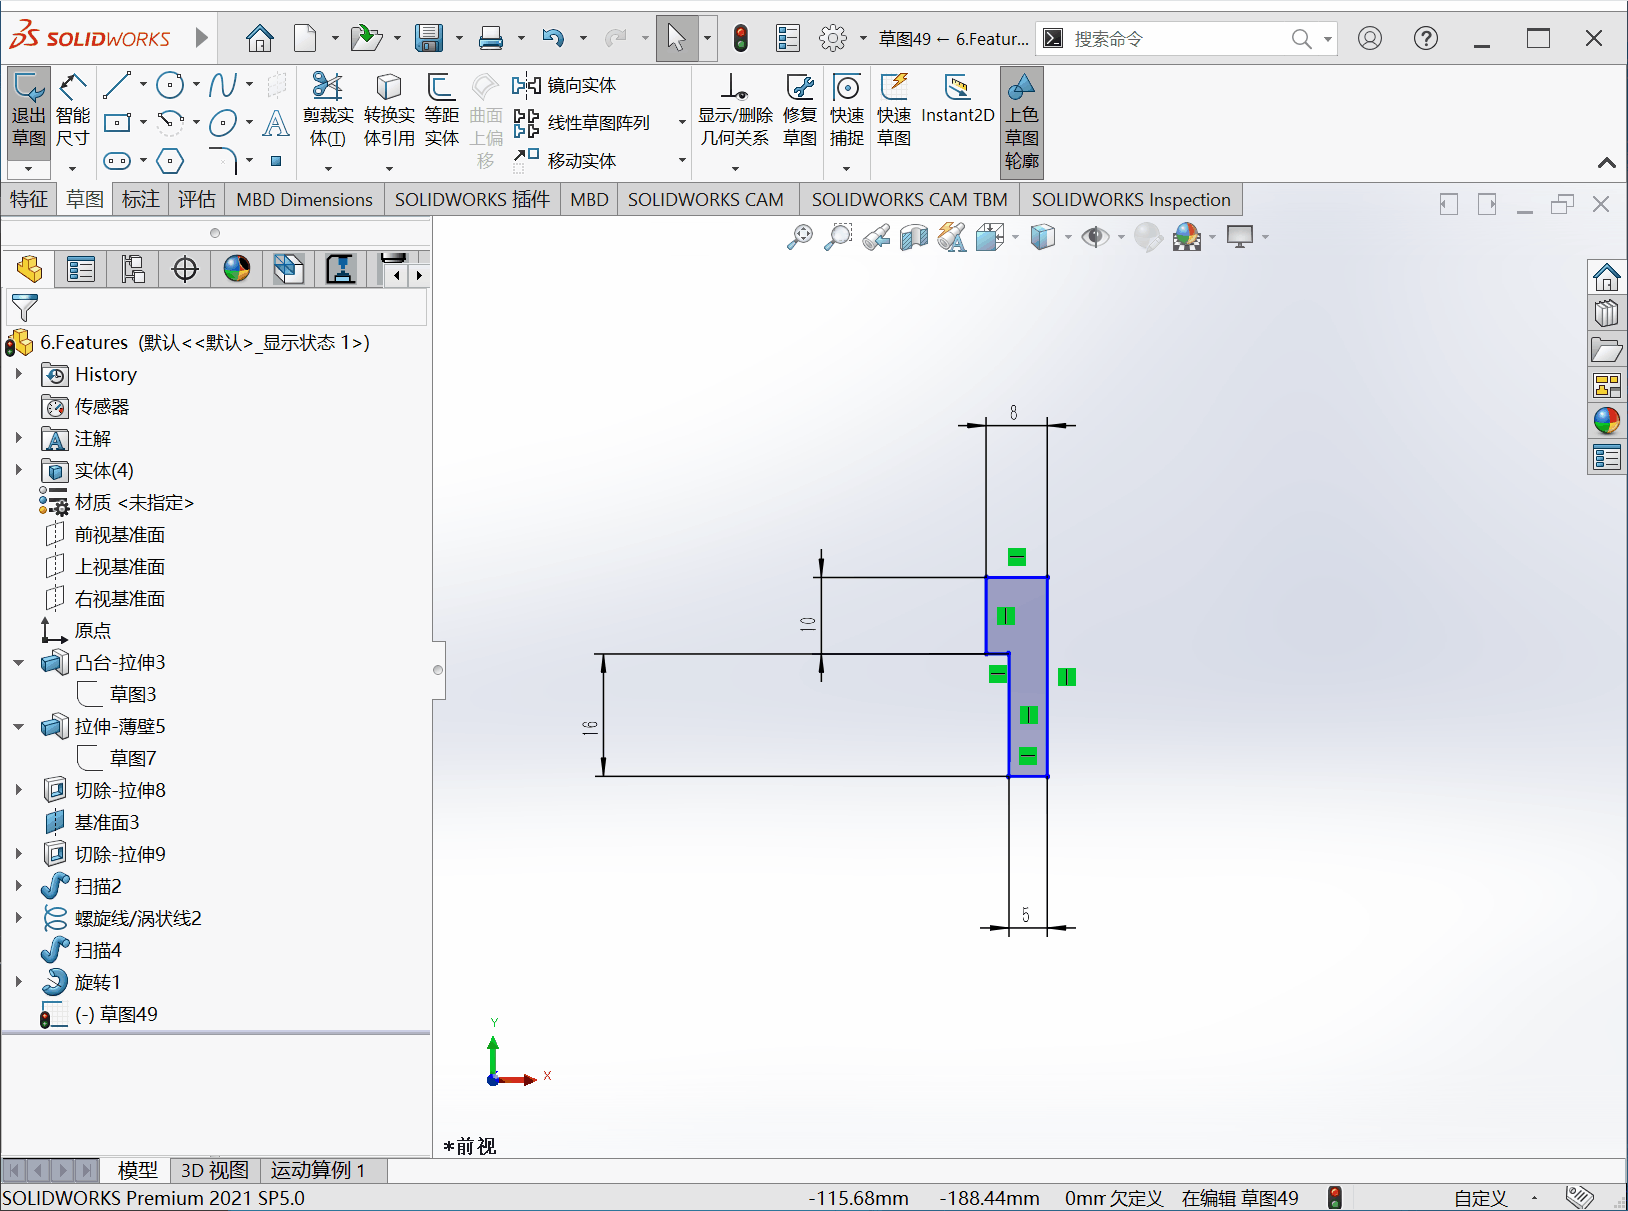 SOLIDWORKS
草图49 ← 6.Featur...
搜索命令
退出草图
智能尺寸
剪裁实体(T)
转换实体引用
等距实体
曲面上偏移
镜向实体
线性草图阵列
移动实体
显示/删除几何关系
修复草图
快速捕捉
快速草图
Instant2D
上色草图轮廓
特征
草图
标注
评估
MBD Dimensions
SOLIDWORKS 插件
MBD
SOLIDWORKS CAM
SOLIDWORKS CAM TBM
SOLIDWORKS Inspection
6.Features (默认<<默认>_显示状态 1>)
History
传感器
注解
实体(4)
材质 <未指定>
前视基准面
上视基准面
右视基准面
原点
凸台-拉伸3
草图3
拉伸-薄壁5
草图7
切除-拉伸8
基准面3
切除-拉伸9
扫描2
螺旋线/涡状线2
扫描4
旋转1
(-) 草图49
8
10
16
5
Y
X
*前视
模型
3D 视图
运动算例 1
SOLIDWORKS Premium 2021 SP5.0
-115.68mm
-188.44mm
0mm 欠定义
在编辑 草图49
自定义